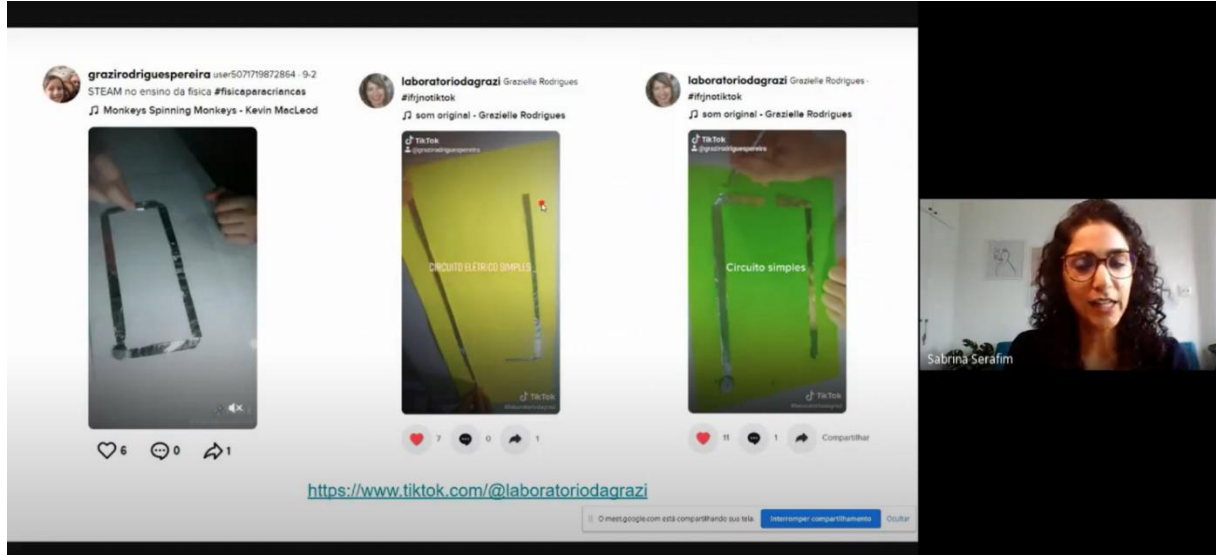 grazirodriguespereira user5071719872864 · 9-2
STEAM no ensino da física #fisicaparacriancas
♫ Monkeys Spinning Monkeys - Kevin MacLeod
6
0
1
laboratoriodagrazi Grazielle Rodrigues
#ifrjnotiktok
♫ som original - Grazielle Rodrigues
TikTok
@grazirodriguespereira
CIRCUITO ELÉTRICO SIMPLES
TikTok
7
0
1
laboratoriodagrazi Grazielle Rodrigues ·
#ifrjnotiktok
♫ som original - Grazielle Rodrigues
TikTok
@grazirodriguespereira
Circuito simples
TikTok
11
1
Compartilhar
https://www.tiktok.com/@laboratoriodagrazi
O meet.google.com está compartilhando sua tela.
Interromper compartilhamento
Ocultar
Sabrina Serafim